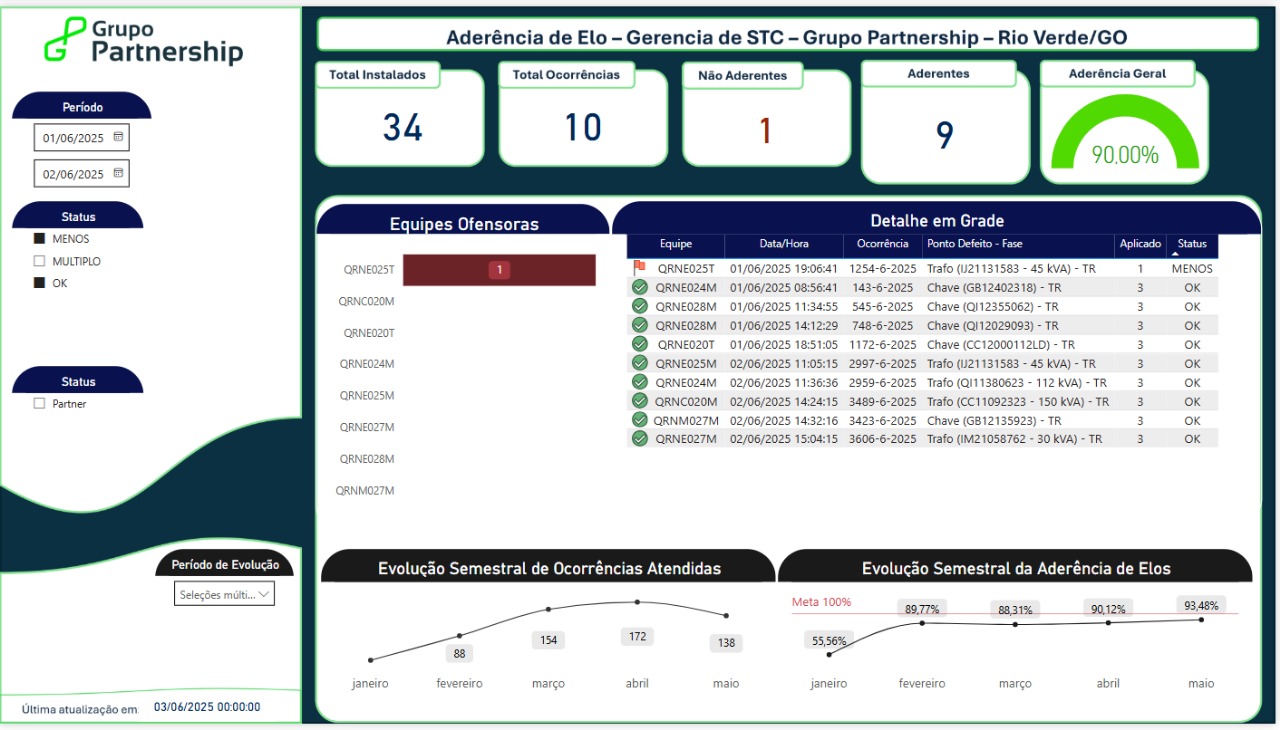 Grupo
Partnership
Aderência de Elo – Gerencia de STC – Grupo Partnership – Rio Verde/GO
Total Instalados
34
Total Ocorrências
10
Não Aderentes
1
Aderentes
9
Aderência Geral
90,00%
Período
01/06/2025
02/06/2025
Status
MENOS
MULTIPLO
OK
Status
Partner
Período de Evolução
Seleções múlti...
Última atualização em: 03/06/2025 00:00:00
Equipes Ofensoras
QRNE025T 1
QRNC020M
QRNE020T
QRNE024M
QRNE025M
QRNE027M
QRNE028M
QRNM027M
Detalhe em Grade
Equipe Data/Hora Ocorrência Ponto Defeito - Fase Aplicado Status
QRNE025T 01/06/2025 19:06:41 1254-6-2025 Trafo (IJ21131583 - 45 kVA) - TR 1 MENOS
QRNE024M 01/06/2025 08:56:41 143-6-2025 Chave (GB12402318) - TR 3 OK
QRNE028M 01/06/2025 11:34:55 545-6-2025 Chave (QI12355062) - TR 3 OK
QRNE028M 01/06/2025 14:12:29 748-6-2025 Chave (QI12029093) - TR 3 OK
QRNE020T 01/06/2025 18:51:05 1172-6-2025 Chave (CC12000112LD) - TR 3 OK
QRNE025M 02/06/2025 11:05:15 2997-6-2025 Trafo (IJ21131583 - 45 kVA) - TR 3 OK
QRNE024M 02/06/2025 11:36:36 2959-6-2025 Trafo (QI11380623 - 112 kVA) - TR 3 OK
QRNC020M 02/06/2025 14:24:15 3489-6-2025 Trafo (CC11092323 - 150 kVA) - TR 3 OK
QRNM027M 02/06/2025 14:32:16 3423-6-2025 Chave (GB12135923) - TR 3 OK
QRNE027M 02/06/2025 15:04:15 3606-6-2025 Trafo (IM21058762 - 30 kVA) - TR 3 OK
Evolução Semestral de Ocorrências Atendidas
88 154 172 138
janeiro fevereiro março abril maio
Evolução Semestral da Aderência de Elos
Meta 100%
55,56% 89,77% 88,31% 90,12% 93,48%
janeiro fevereiro março abril maio